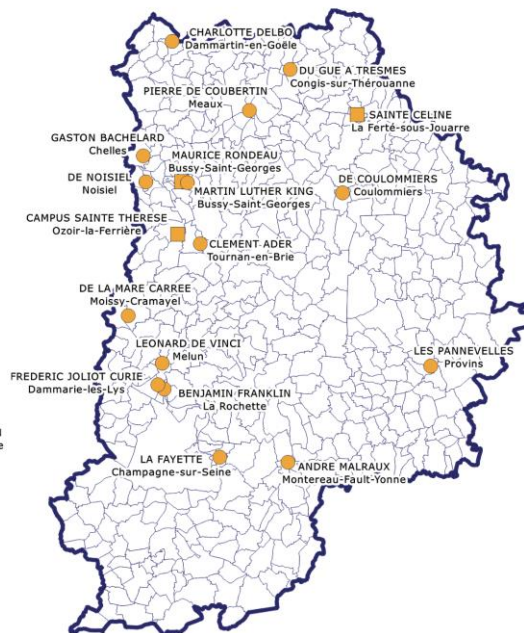 CHARLOTTE DELBO
Dammartin-en-Goële
DU GUE A TRESMES
Congis-sur-Thérouanne
PIERRE DE COUBERTIN
Meaux
SAINTE CELINE
La Ferté-sous-Jouarre
GASTON BACHELARD
Chelles
MAURICE RONDEAU
Bussy-Saint-Georges
DE NOISIEL
Noisiel
MARTIN LUTHER KING
Bussy-Saint-Georges
DE COULOMMIERS
Coulommiers
CAMPUS SAINTE THERESE
Ozoir-la-Ferrière
CLEMENT ADER
Tournan-en-Brie
DE LA MARE CARREE
Moissy-Cramayel
LEONARD DE VINCI
Melun
LES PANNEVELLES
Provins
FREDERIC JOLIOT CURIE
Dammarie-les-Lys
BENJAMIN FRANKLIN
La Rochette
LA FAYETTE
Champagne-sur-Seine
ANDRE MALRAUX
Montereau-Fault-Yonne